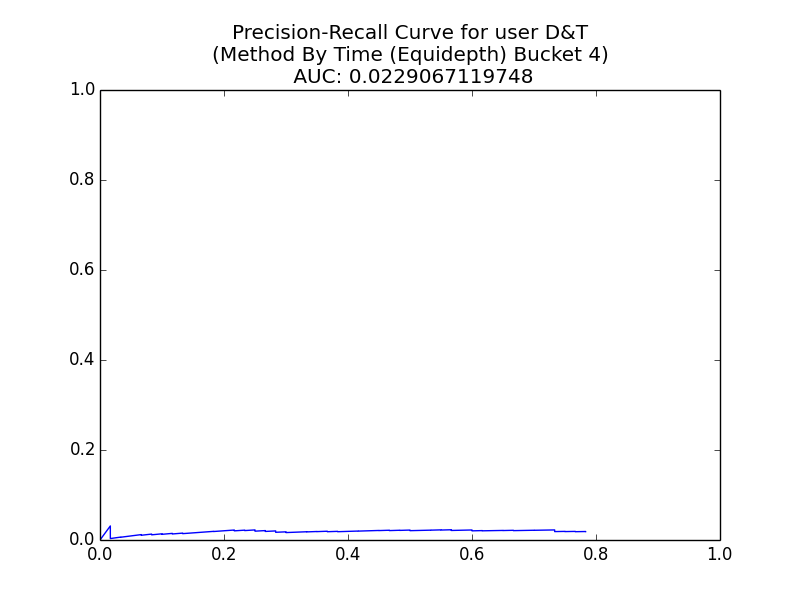 Precision-Recall Curve for user D&T
(Method By Time (Equidepth) Bucket 4)
AUC: 0.0229067119748
1.0
0.8
0.6
0.4
0.2
0.0
0.0 0.2 0.4 0.6 0.8 1.0